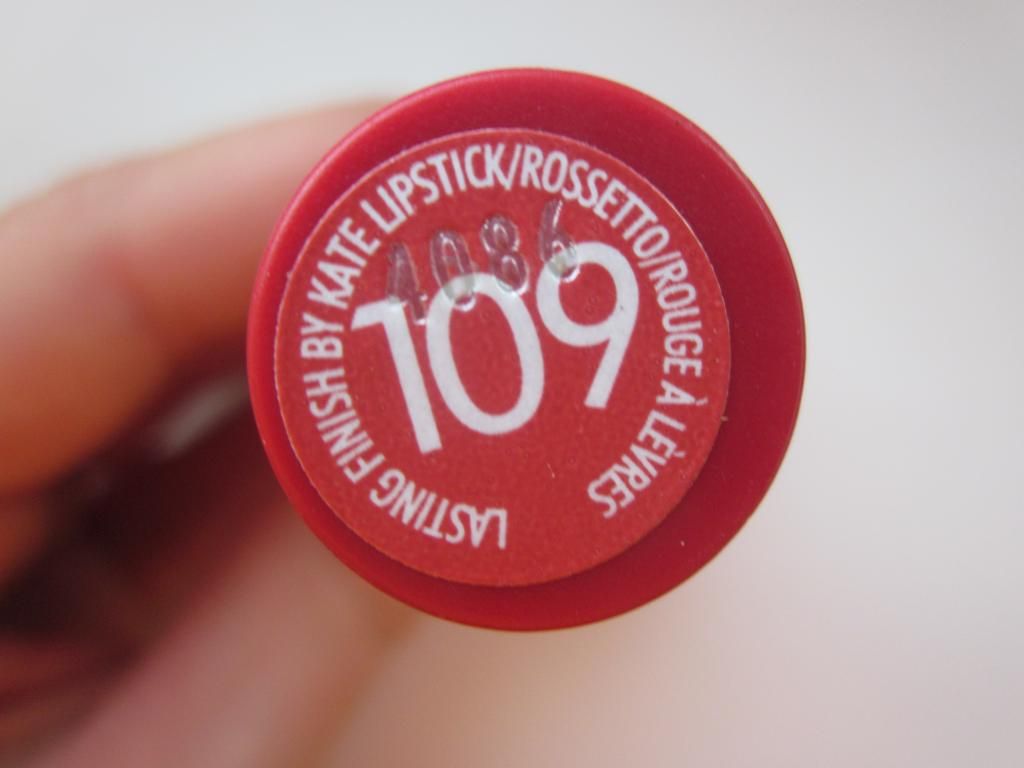 LASTING FINISH BY KATE LIPSTICK/ROSSETTO/ROUGE À LÈVRES
4086
109